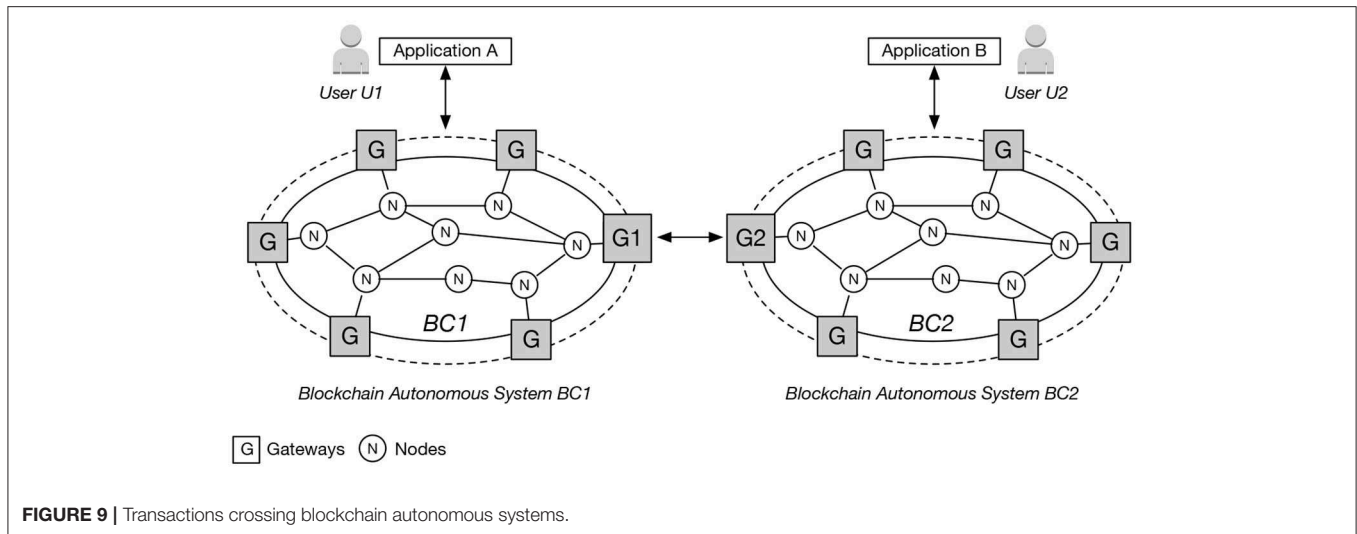 Application A
Application B
User U1
User U2
G
G
G
G
N
N
N
N
G
N
N
N
G1
G2
N
N
N
G
N
N
N
N
N
N
G
BC1
G
G
BC2
G
Blockchain Autonomous System BC1
Blockchain Autonomous System BC2
G Gateways N Nodes
FIGURE 9 | Transactions crossing blockchain autonomous systems.